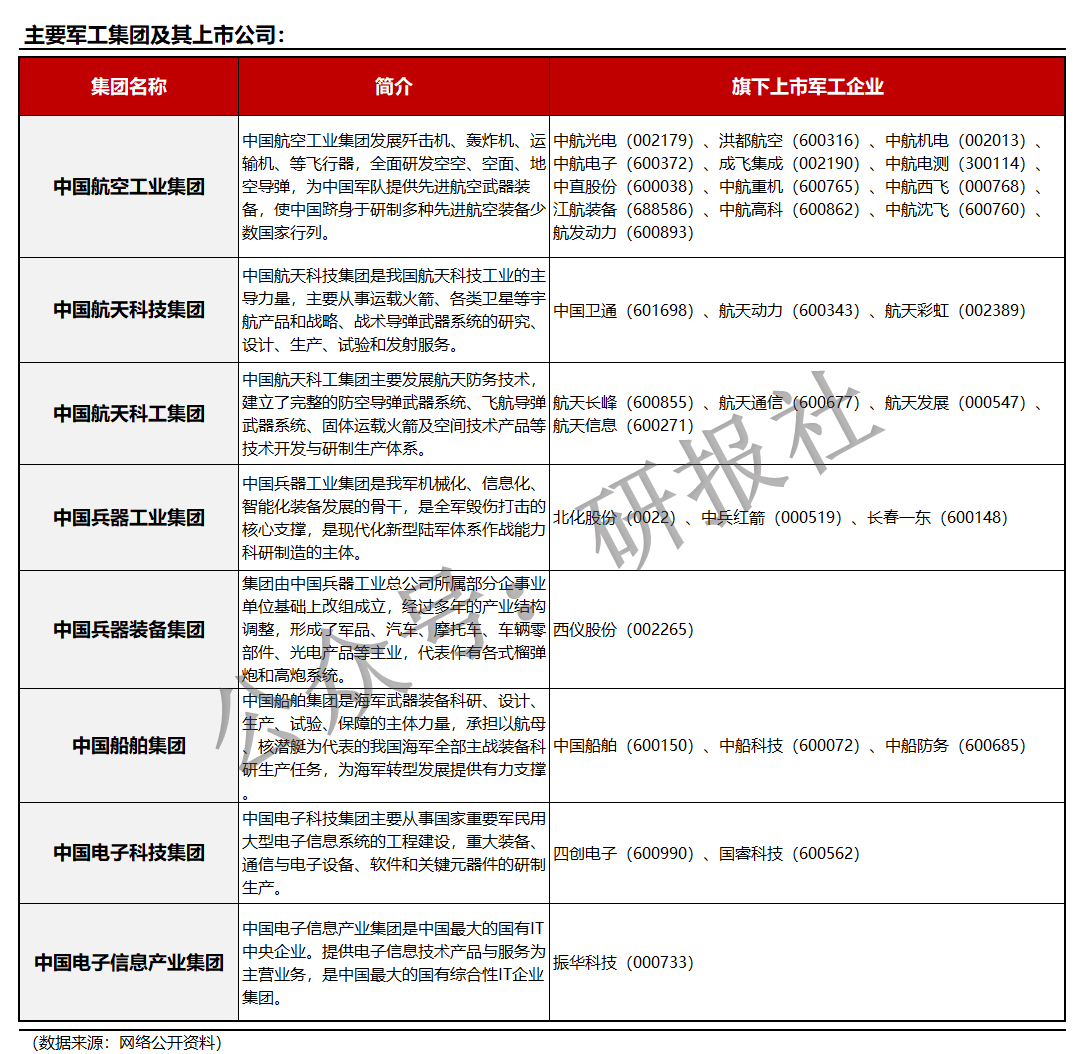 主要军工集团及其上市公司：
集团名称
简介
旗下上市军工企业
中国航空工业集团
中国航空工业集团发展歼击机、轰炸机、运
输机、等飞行器，全面研发空空、空面、地
空导弹，为中国军队提供先进航空武器装
备，使中国跻身于研制多种先进航空装备少
数国家行列。
中航光电（002179）、洪都航空（600316）、中航机电（002013）、
中航电子（600372）、成飞集成（002190）、中航电测（300114）、
中直股份（600038）、中航重机（600765）、中航西飞（000768）、
江航装备（688586）、中航高科（600862）、中航沈飞（600760）、
航发动力（600893）
中国航天科技集团
中国航天科技集团是我国航天科技工业的主
导力量，主要从事运载火箭、各类卫星等宇
航产品和战略、战术导弹武器系统的研究、
设计、生产、试验和发射服务。
中国卫通（601698）、航天动力（600343）、航天彩虹（002389）
中国航天科工集团
中国航天科工集团主要发展航天防务技术，
建立了完整的防空导弹武器系统、飞航导弹
武器系统、固体运载火箭及空间技术产品等
技术开发与研制生产体系。
航天长峰（600855）、航天通信（600677）、航天发展（000547）、
航天信息（600271）
中国兵器工业集团
中国兵器工业集团是我军机械化、信息化、
智能化装备发展的骨干，是全军毁伤打击的
核心支撑，是现代化新型陆军体系作战能力
科研制造的主体。
北化股份（0022）、中兵红箭（000519）、长春一东（600148）
中国兵器装备集团
集团由中国兵器工业总公司所属部分企事业
单位基础上改组成立，经过多年的产业结构
调整，形成了军品、汽车、摩托车、车辆零
部件、光电产品等主业，代表作有各式榴弹
炮和高炮系统。
西仪股份（002265）
中国船舶集团
中国船舶集团是海军武器装备科研、设计、
生产、试验、保障的主体力量，承担以航母
、核潜艇为代表的我国海军全部主战装备科
研生产任务，为海军转型发展提供有力支撑
。
中国船舶（600150）、中船科技（600072）、中船防务（600685）
中国电子科技集团
中国电子科技集团主要从事国家重要军民用
大型电子信息系统的工程建设，重大装备、
通信与电子设备、软件和关键元器件的研制
生产。
四创电子（600990）、国睿科技（600562）
中国电子信息产业集团
中国电子信息产业集团是中国最大的国有IT
中央企业。提供电子信息技术产品与服务为
主营业务，是中国最大的国有综合性IT企业
集团。
振华科技（000733）
（数据来源：网络公开资料）
公众号：研报社